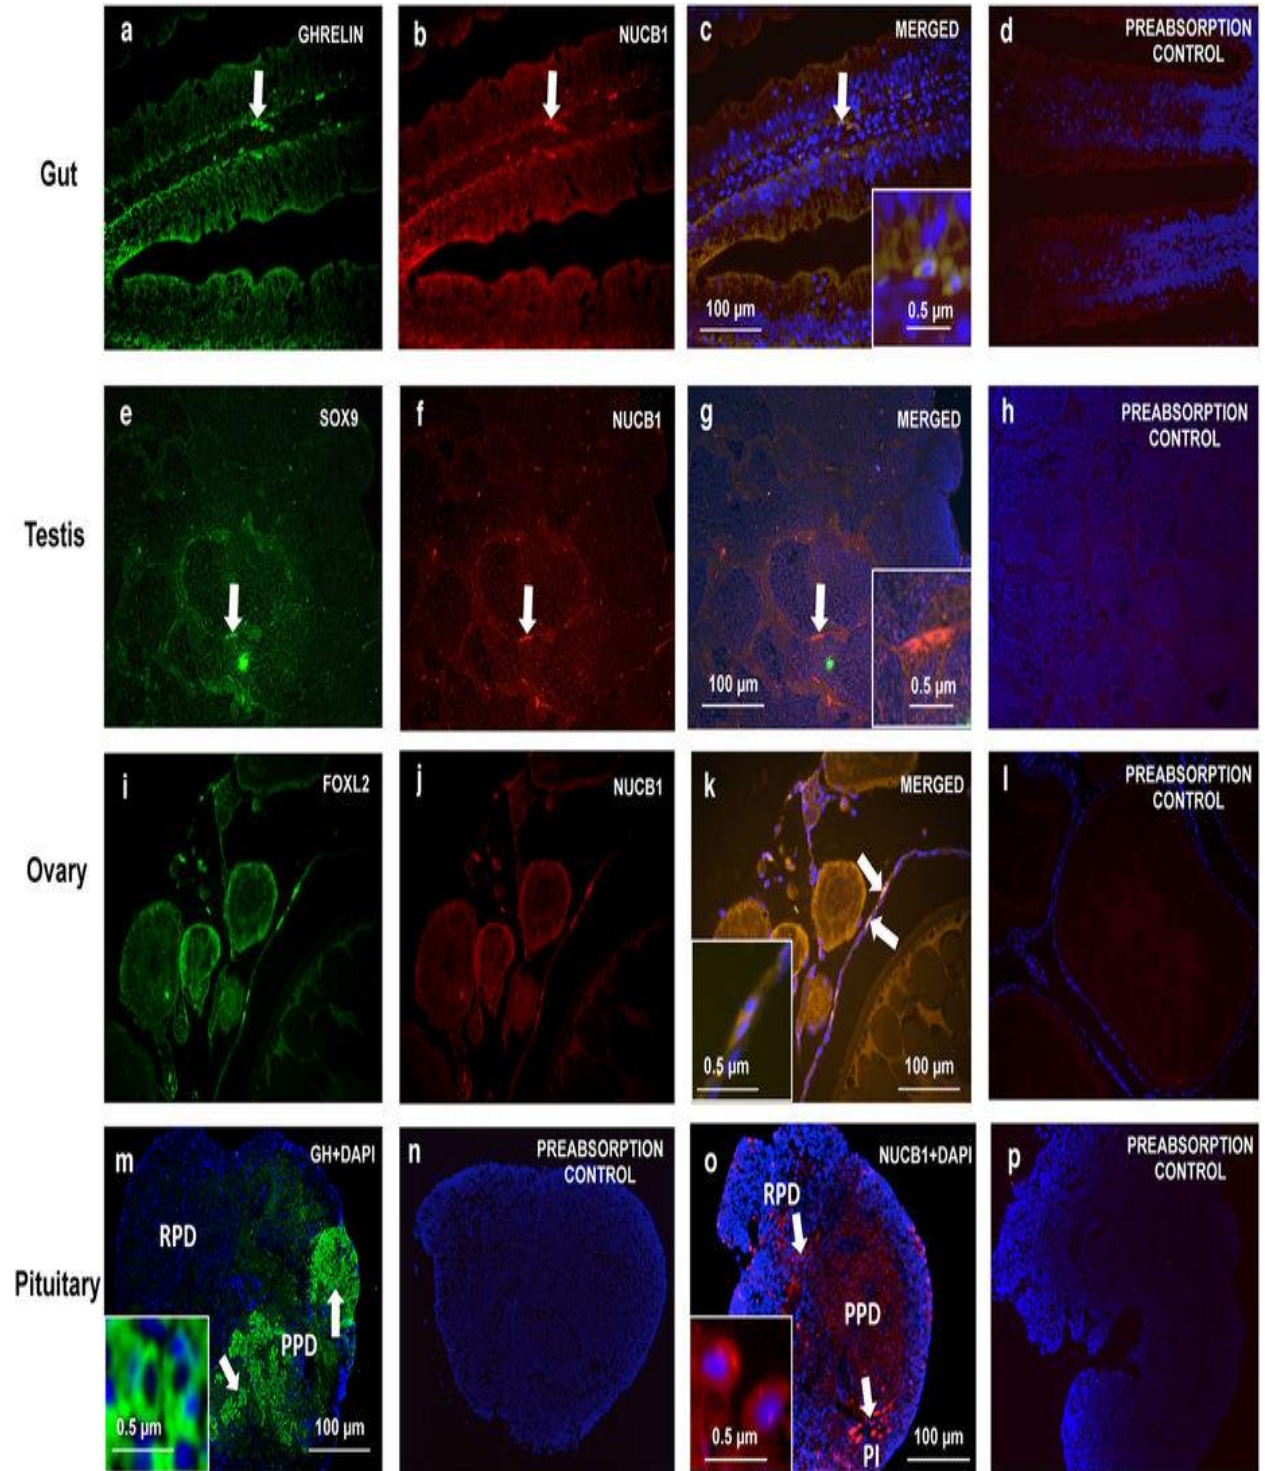 a
GHRELIN
b
NUCB1
c
MERGED
d
PREABSORPTION
CONTROL
Gut
100 µm
0.5 µm
e
SOX9
f
NUCB1
g
MERGED
h
PREABSORPTION
CONTROL
Testis
100 µm
0.5 µm
i
FOXL2
j
NUCB1
k
MERGED
l
PREABSORPTION
CONTROL
Ovary
0.5 µm
100 µm
m
GH+DAPI
n
PREABSORPTION
CONTROL
o
NUCB1+DAPI
p
PREABSORPTION
CONTROL
RPD
RPD
Pituitary
PPD
PPD
0.5 µm
100 µm
0.5 µm
100 µm
PI